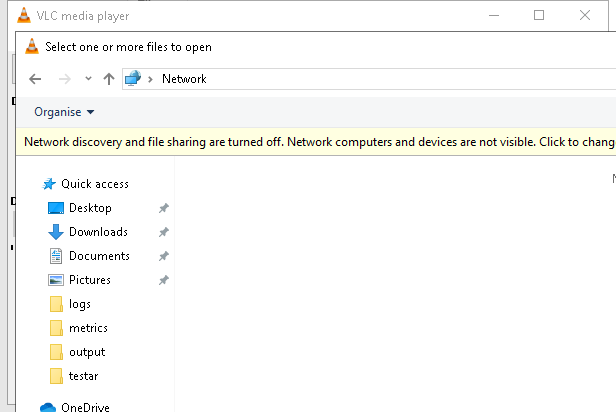 VLC media player
Select one or more files to open
Network
Organise
Network discovery and file sharing are turned off. Network computers and devices are not visible. Click to chang
Quick access
Desktop
Downloads
Documents
Pictures
logs
metrics
output
testar
OneDrive